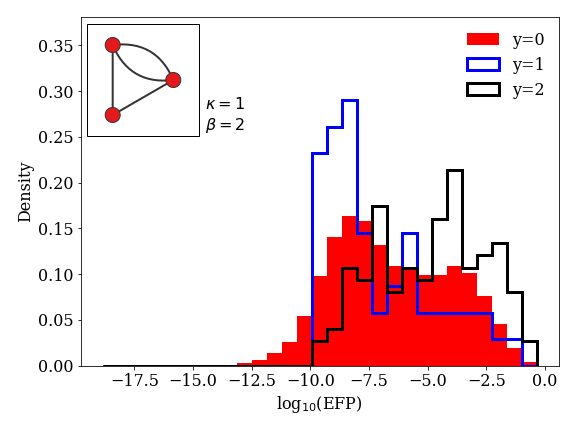 κ = 1
β = 2
y=0
y=1
y=2
Density
0.35
0.30
0.25
0.20
0.15
0.10
0.05
0.00
−17.5 −15.0 −12.5 −10.0 −7.5 −5.0 −2.5 0.0
log₁₀(EFP)